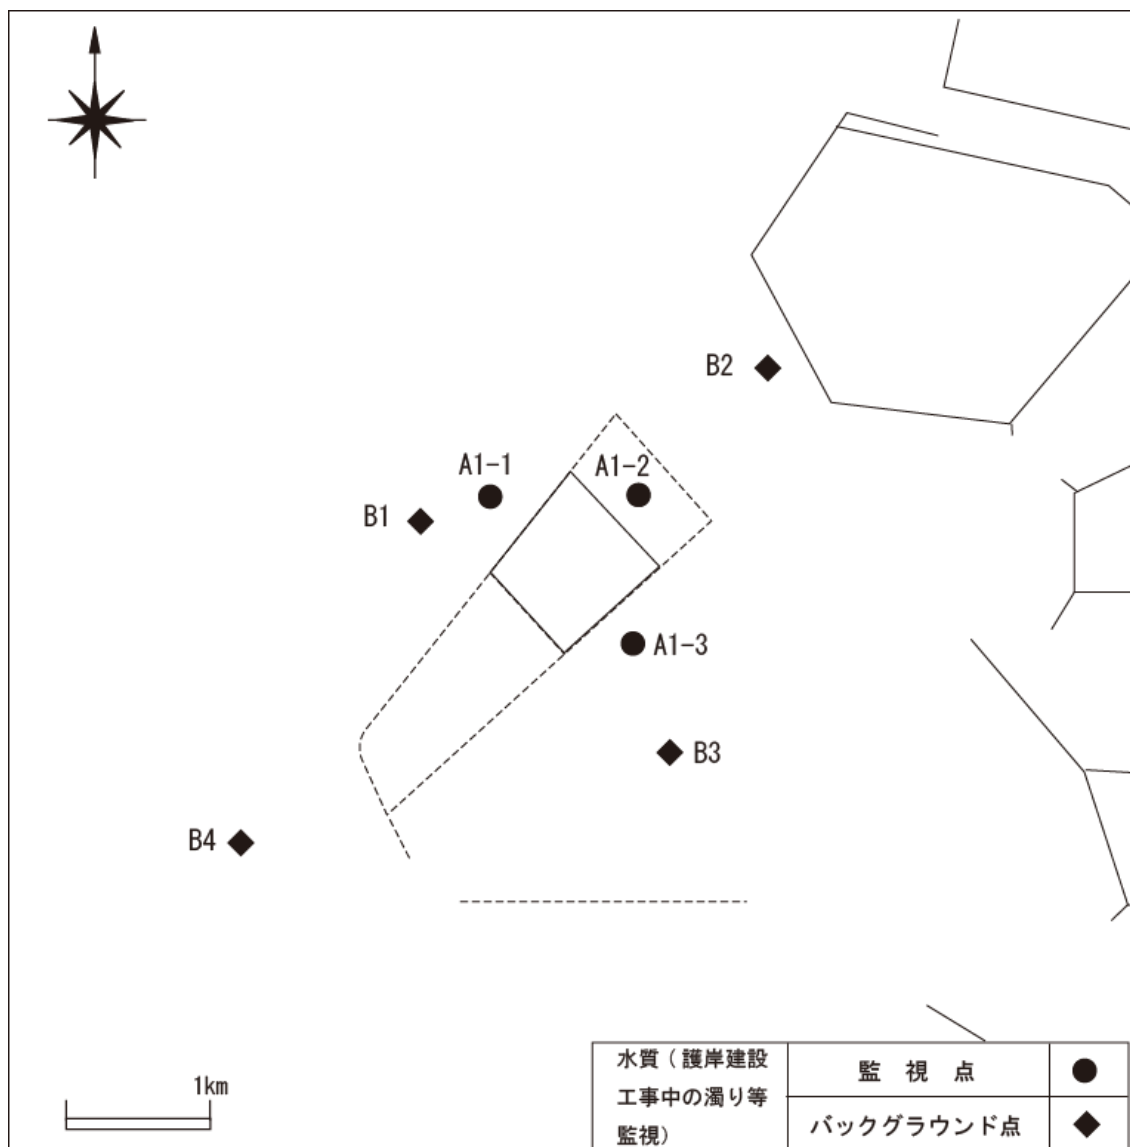 B2
A1-1
A1-2
B1
A1-3
B3
B4
1km
水質(護岸建設
工事中の濁り等
監視)
監視点
バックグラウンド点